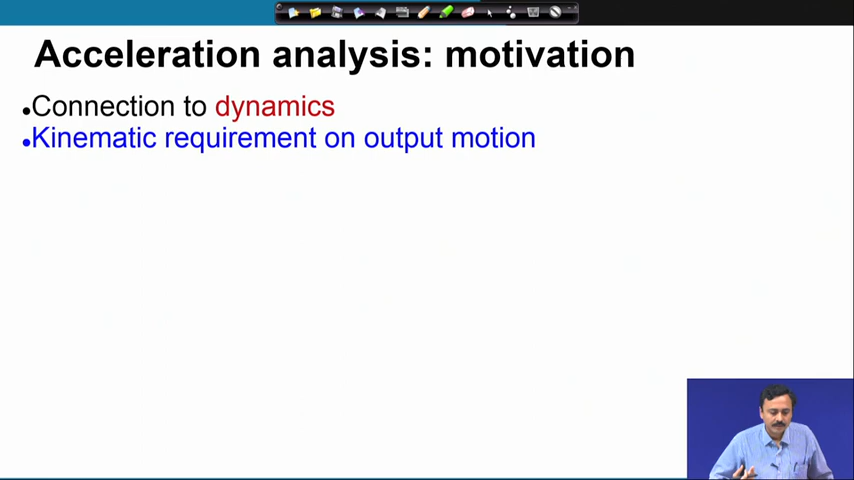 Acceleration analysis: motivation
Connection to dynamics
Kinematic requirement on output motion